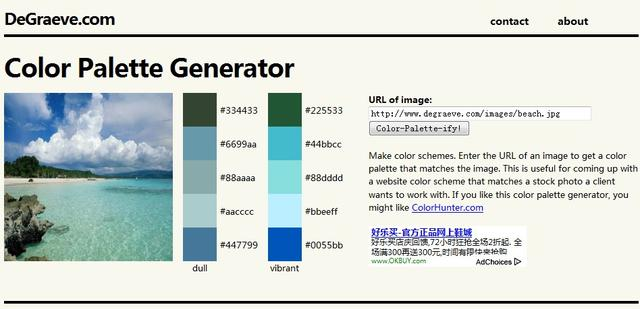 DeGraeve.com
contact about
Color Palette Generator
#334433 #225533
#6699aa #44bbcc
#88aaaa #88dddd
#aacccc #bbeeff
#447799 #0055bb
dull vibrant
URL of image:
http://www.degraeve.com/images/beach.jpg
Color-Palette-ify!
Make color schemes. Enter the URL of an image to get a color
palette that matches the image. This is useful for coming up with
a website color scheme that matches a stock photo a client
wants to work with. If you like this color palette generator, you
might like ColorHunter.com
好乐买-官方正品网上鞋城
好乐买店庆回馈,72小时狂抢全场2折起. 全
场满300再送300元,时间有限快来抢购
www.OKBUY.com AdChoices